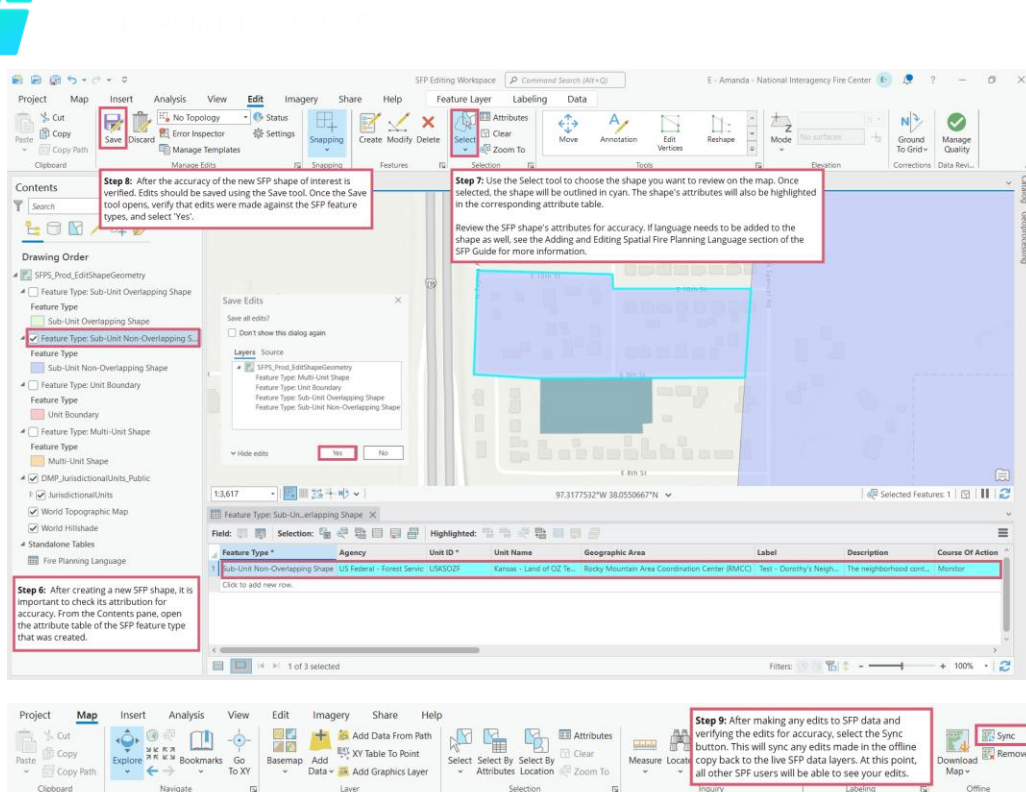 SFP Editing Workspace
Command Search (Alt+Q)
E - Amanda - National Interagency Fire Center
E-
?
Project Map Insert Analysis View Edit Imagery Share Help Feature Layer Labeling Data
Paste
Cut
Copy
Copy Path
Clipboard
Save
Discard
No Topology
Error Inspector
Manage Templates
Status
Settings
Manage Edits
Snapping
Snapping
Create
Modify
Delete
Features
Select
Attributes
Clear
Zoom To
Selection
Move
Annotation
Edit
Vertices
Reshape
Tools
Mode
No surfaces
Elevation
Ground
To Grid
Corrections
Manage
Quality
Data Revi...
Contents
Search
Step 8: After the accuracy of the new SFP shape of interest is
verified. Edits should be saved using the Save tool. Once the Save
tool opens, verify that edits were made against the SFP feature
types, and select 'Yes'.
Step 7: Use the Select tool to choose the shape you want to review on the map. Once
selected, the shape will be outlined in cyan. The shape's attributes will also be highlighted
in the corresponding attribute table.
Review the SFP shape's attributes for accuracy. If language needs to be added to the
shape as well, see the Adding and Editing Spatial Fire Planning Language section of the
SFP Guide for more information.
Catalog
Geoprocessing
Drawing Order
SFPS_Prod_EditShapeGeometry
Feature Type: Sub-Unit Overlapping Shape
Feature Type
Sub-Unit Overlapping Shape
Feature Type: Sub-Unit Non-Overlapping S...
Feature Type
Sub-Unit Non-Overlapping Shape
Feature Type: Unit Boundary
Feature Type
Unit Boundary
Feature Type: Multi-Unit Shape
Feature Type
Multi-Unit Shape
DMP_JurisdictionalUnits_Public
JurisdictionalUnits
World Topographic Map
World Hillshade
Standalone Tables
Fire Planning Language
Step 6: After creating a new SFP shape, it is
important to check its attribution for
accuracy. From the Contents pane, open
the attribute table of the SFP feature type
that was created.
Save Edits
Save all edits?
Don't show this dialog again
Layers Source
SFPS_Prod_EditShapeGeometry
Feature Type: Multi-Unit Shape
Feature Type: Unit Boundary
Feature Type: Sub-Unit Overlapping Shape
Feature Type: Sub-Unit Non-Overlapping Shape
Hide edits
Yes
No
E 10th St
E 10th St
E 9th St
E 8th St
1:3,617
97.3177532°W 38.0550667°N
Selected Features: 1
Feature Type: Sub-Un...erlapping Shape
Field:
Selection:
Highlighted:
Feature Type * Agency Unit ID * Unit Name Geographic Area Label Description Course Of Action
1 Sub-Unit Non-Overlapping Shape US Federal - Forest Servic USKSOZF Kansas - Land of OZ Te... Rocky Mountain Area Coordination Center (RMCC) Test - Dorothy's Neigh... The neighborhood cont... Monitor
Click to add new row.
1 of 3 selected
Filters:
100%
Project Map Insert Analysis View Edit Imagery Share Help
Paste
Cut
Copy
Copy Path
Clipboard
Explore
Bookmarks
Go
To XY
Navigate
Basemap
Add
Data
Add Data From Path
XY Table To Point
Add Graphics Layer
Layer
Select
Select By
Attributes
Select By
Location
Attributes
Clear
Zoom To
Selection
Measure
Locate
Inquiry
Step 9: After making any edits to SFP data and
verifying the edits for accuracy, select the Sync
button. This will sync any edits made in the offline
copy back to the live SFP data layers. At this point,
all other SPF users will be able to see your edits.
Labeling
Download
Map
Sync
Remove
Offline